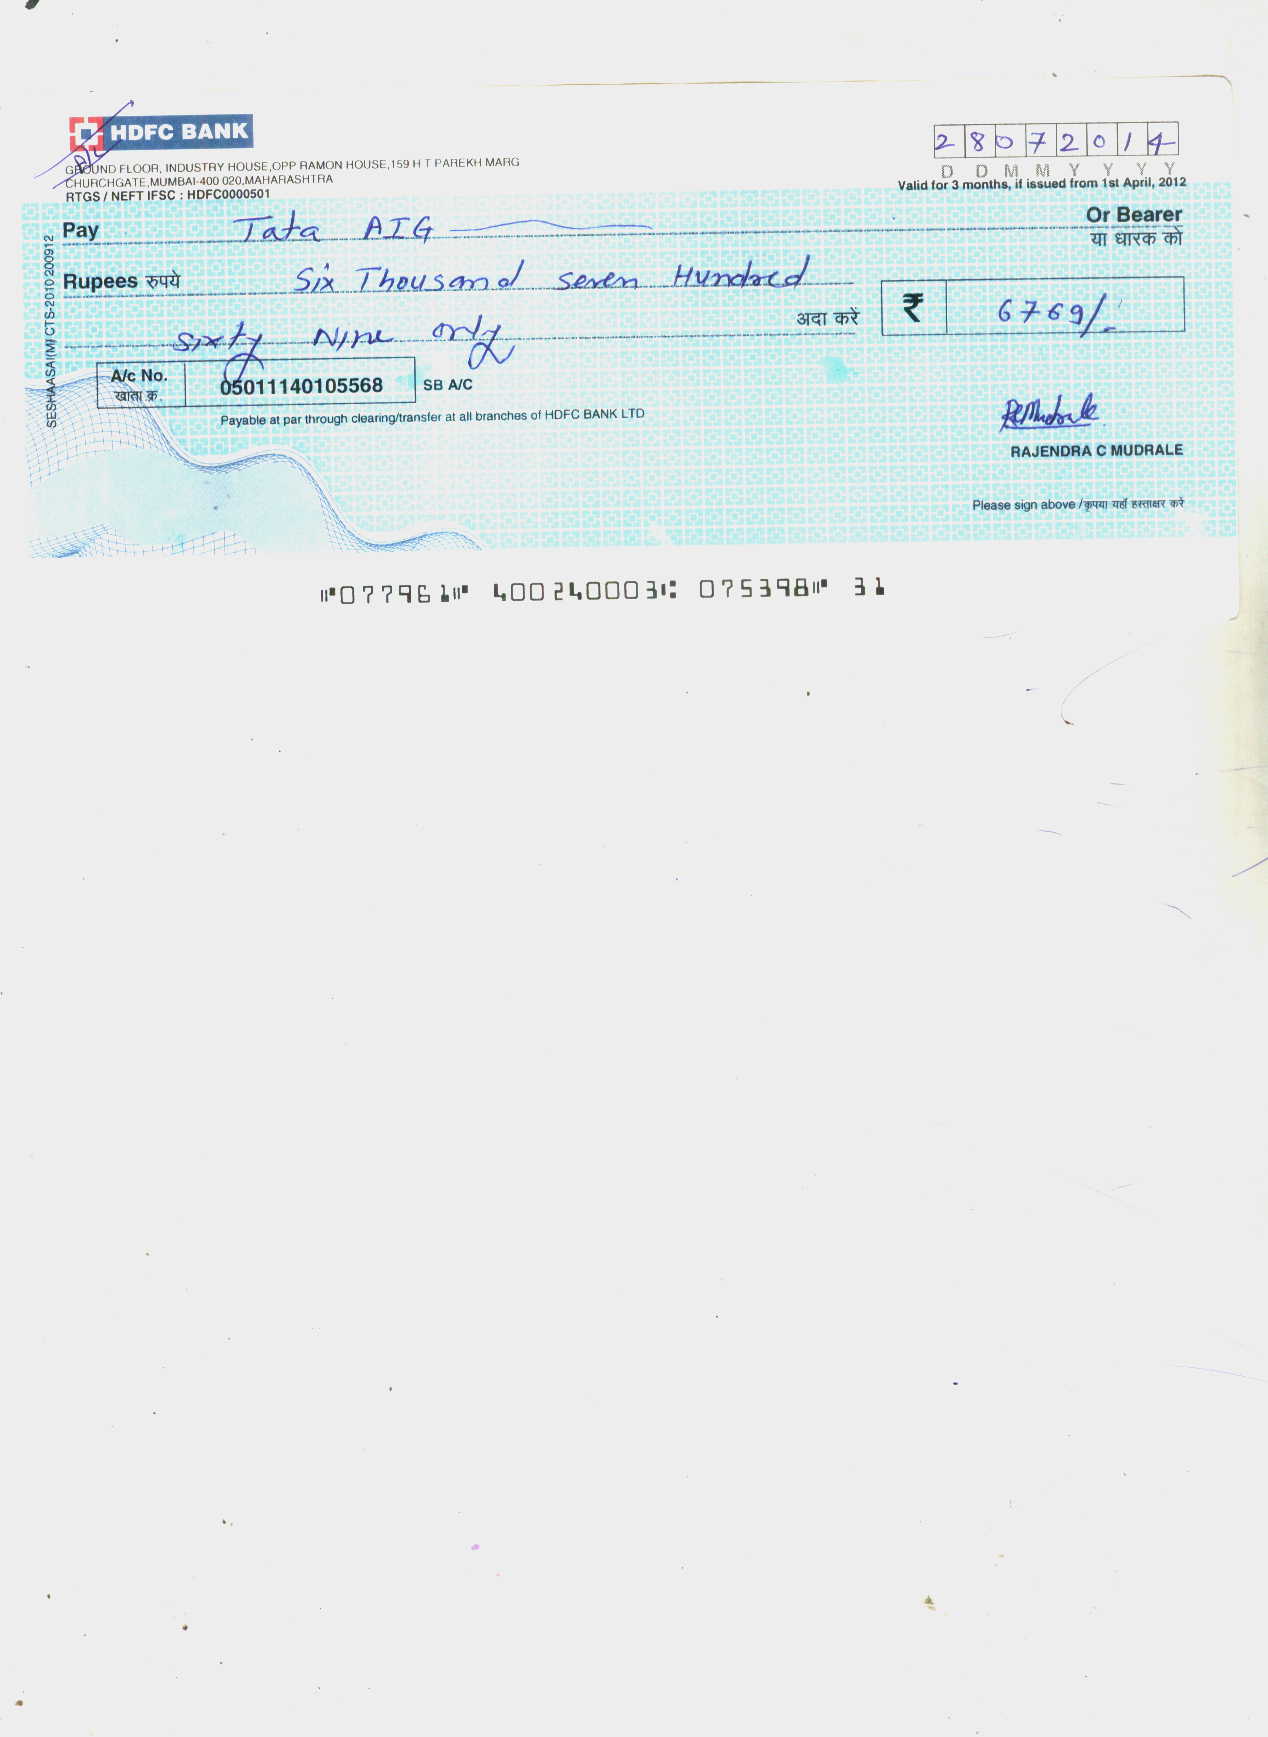 HDFC BANK
A/c
GROUND FLOOR, INDUSTRY HOUSE,OPP RAMON HOUSE,159 H T PAREKH MARG
CHURCHGATE,MUMBAI-400 020,MAHARASHTRA
RTGS / NEFT IFSC : HDFC0000501
2 8 0 7 2 0 1 4
D D M M Y Y Y Y
Valid for 3 months, if issued from 1st April, 2012
Pay Tata AIG Or Bearer
या धारक को
Rupees रुपये Six Thousand seven Hundred
sixty Nine only अदा करें ₹ 6769/-
A/c No.
खाता क्र. 05011140105568 SB A/C
Payable at par through clearing/transfer at all branches of HDFC BANK LTD
SESHAASAI(M) CTS-2010 200912
RCMudrale
RAJENDRA C MUDRALE
Please sign above / कृपया यहाँ हस्ताक्षर करें
⑈077961⑈ 400240003⑆ 075398⑈ 31